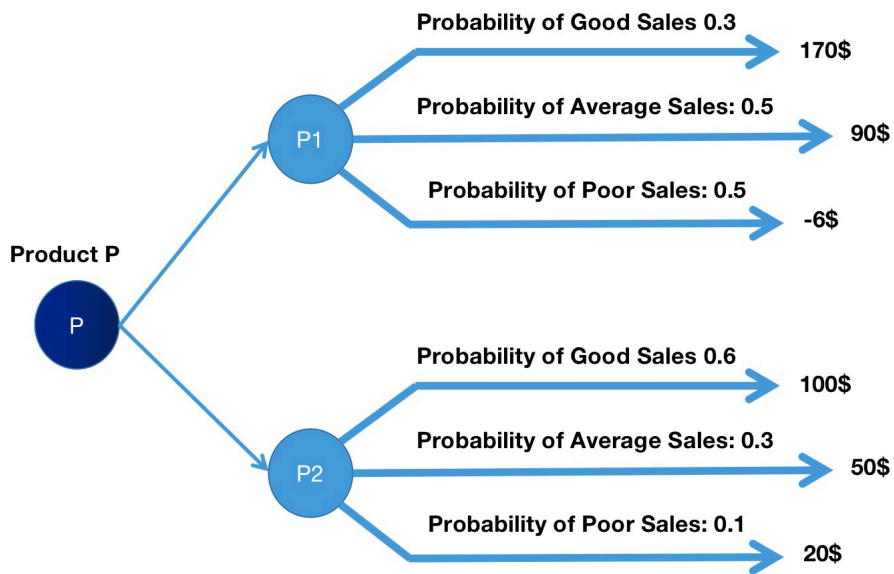 Probability of Good Sales 0.3
170$
Probability of Average Sales: 0.5
90$
P1
Probability of Poor Sales: 0.5
-6$
Product P
P
Probability of Good Sales 0.6
100$
Probability of Average Sales: 0.3
50$
P2
Probability of Poor Sales: 0.1
20$